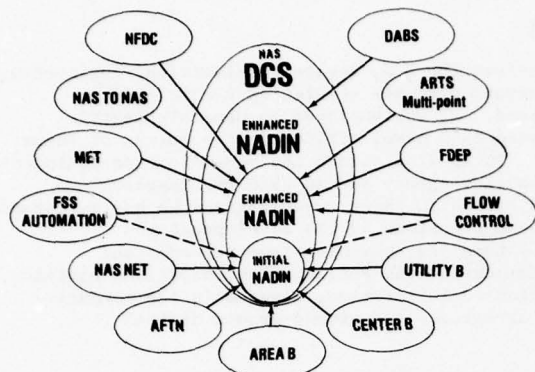 NFDC
DABS
NAS
DCS
NAS TO NAS
ARTS
Multi-point
ENHANCED
NADIN
MET
FDEP
ENHANCED
NADIN
FSS
AUTOMATION
FLOW
CONTROL
INITIAL
NADIN
NAS NET
UTILITY B
AFTN
CENTER B
AREA B